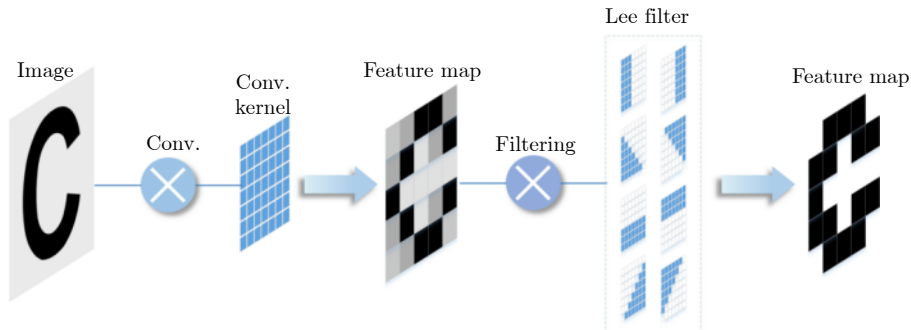 Image
Conv.
Conv.
kernel
Feature map
Filtering
Lee filter
Feature map